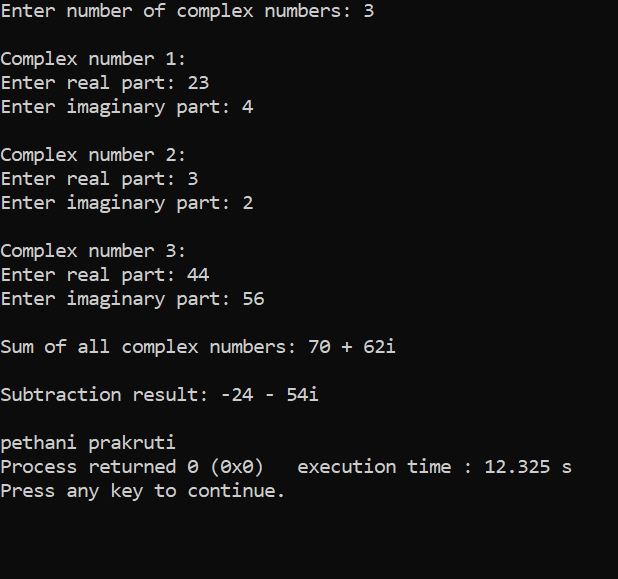 Enter number of complex numbers: 3
Complex number 1:
Enter real part: 23
Enter imaginary part: 4
Complex number 2:
Enter real part: 3
Enter imaginary part: 2
Complex number 3:
Enter real part: 44
Enter imaginary part: 56
Sum of all complex numbers: 70 + 62i
Subtraction result: -24 - 54i
pethani prakruti
Process returned 0 (0x0)   execution time : 12.325 s
Press any key to continue.